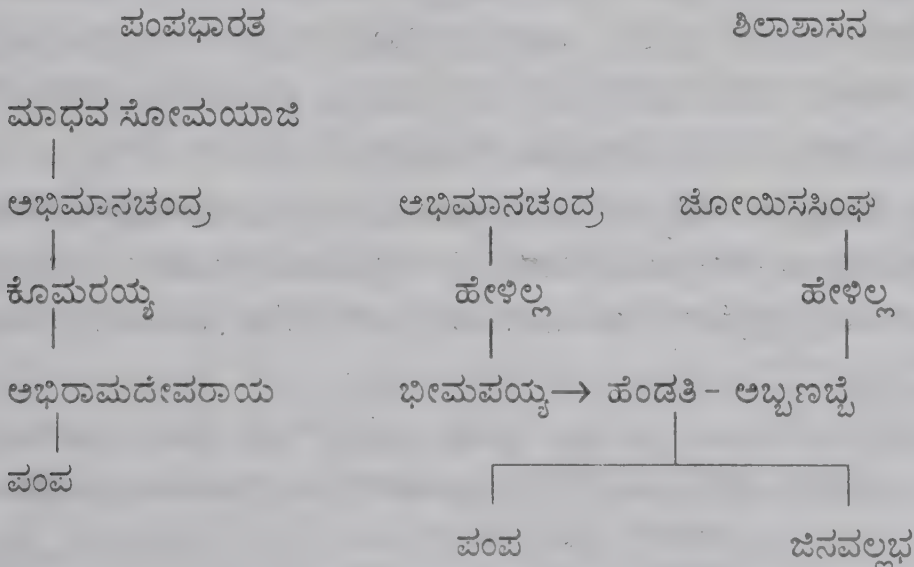 ಪಂಪಭಾರತ ಶಿಲಾಶಾಸನ
ಮಾಧವ ಸೋಮಯಾಜಿ
ಅಭಿಮಾನಚಂದ್ರ ಅಭಿಮಾನಚಂದ್ರ ಜೋಯಿಸಸಿಂಘ
ಕೊಮರಯ್ಯ ಹೇಳಿಲ್ಲ ಹೇಳಿಲ್ಲ
ಅಭಿರಾಮದೇವರಾಯ ಭೀಮಪಯ್ಯ→ ಹೆಂಡತಿ - ಅಬ್ಬಣಬ್ಬೆ
ಪಂಪ
ಪಂಪ ಜಿನವಲ್ಲಭ